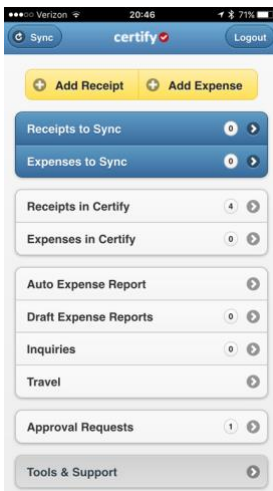 Verizon 20:46 71%
Sync certify Logout
Add Receipt Add Expense
Receipts to Sync 0
Expenses to Sync 0
Receipts in Certify 4
Expenses in Certify 0
Auto Expense Report
Draft Expense Reports 0
Inquiries 0
Travel
Approval Requests 1
Tools & Support